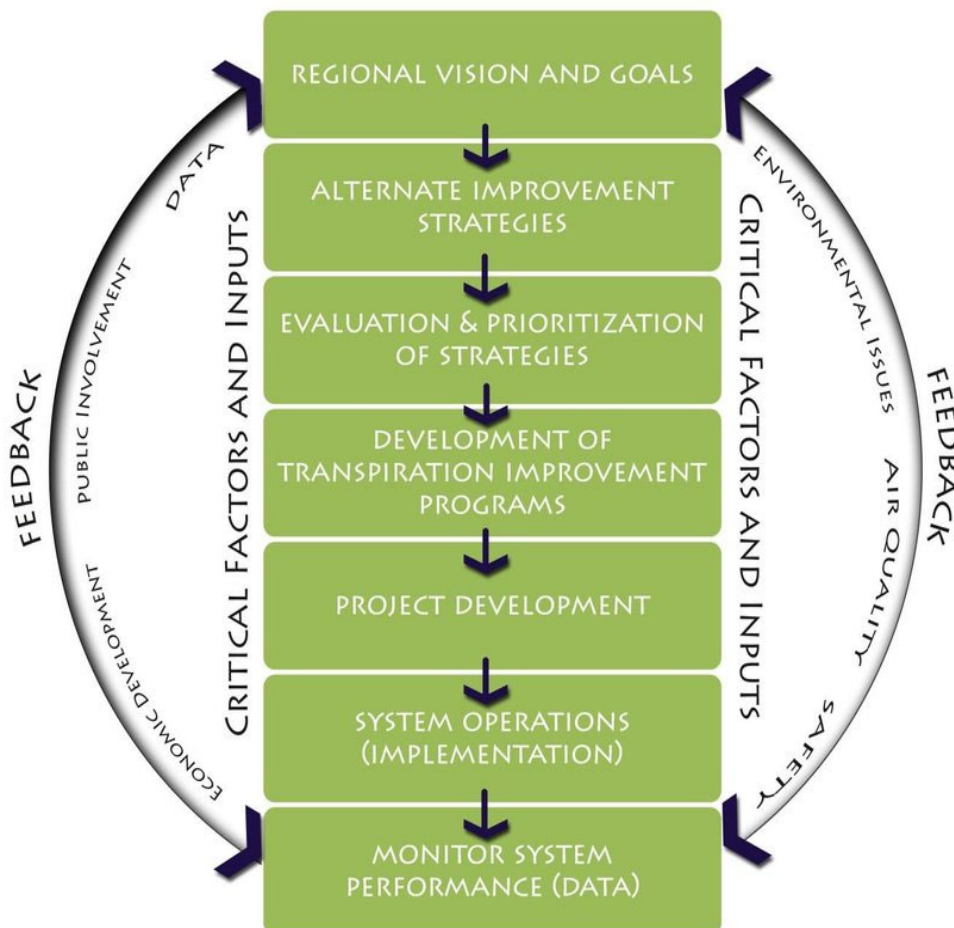 REGIONAL VISION AND GOALS
ALTERNATE IMPROVEMENT
STRATEGIES
EVALUATION & PRIORITIZATION
OF STRATEGIES
DEVELOPMENT OF
TRANSPIRATION IMPROVEMENT
PROGRAMS
PROJECT DEVELOPMENT
SYSTEM OPERATIONS
(IMPLEMENTATION)
MONITOR SYSTEM
PERFORMANCE (DATA)
FEEDBACK
DATA
PUBLIC INVOLVEMENT
ECONOMIC DEVELOPMENT
CRITICAL FACTORS AND INPUTS
CRITICAL FACTORS AND INPUTS
ENVIRONMENTAL ISSUES
AIR QUALITY
SAFETY
FEEDBACK